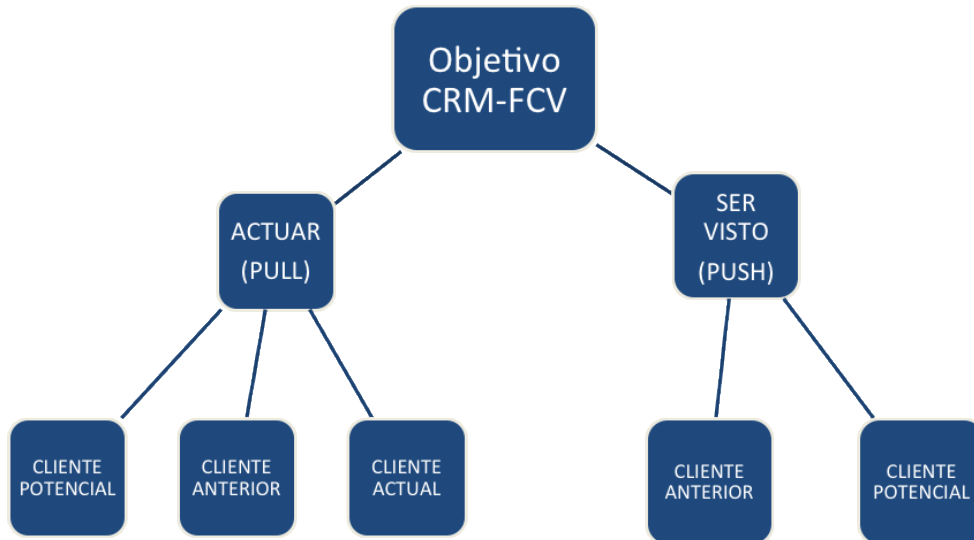 Objetivo
CRM-FCV
ACTUAR
(PULL)
SER
VISTO
(PUSH)
CLIENTE
POTENCIAL
CLIENTE
ANTERIOR
CLIENTE
ACTUAL
CLIENTE
ANTERIOR
CLIENTE
POTENCIAL